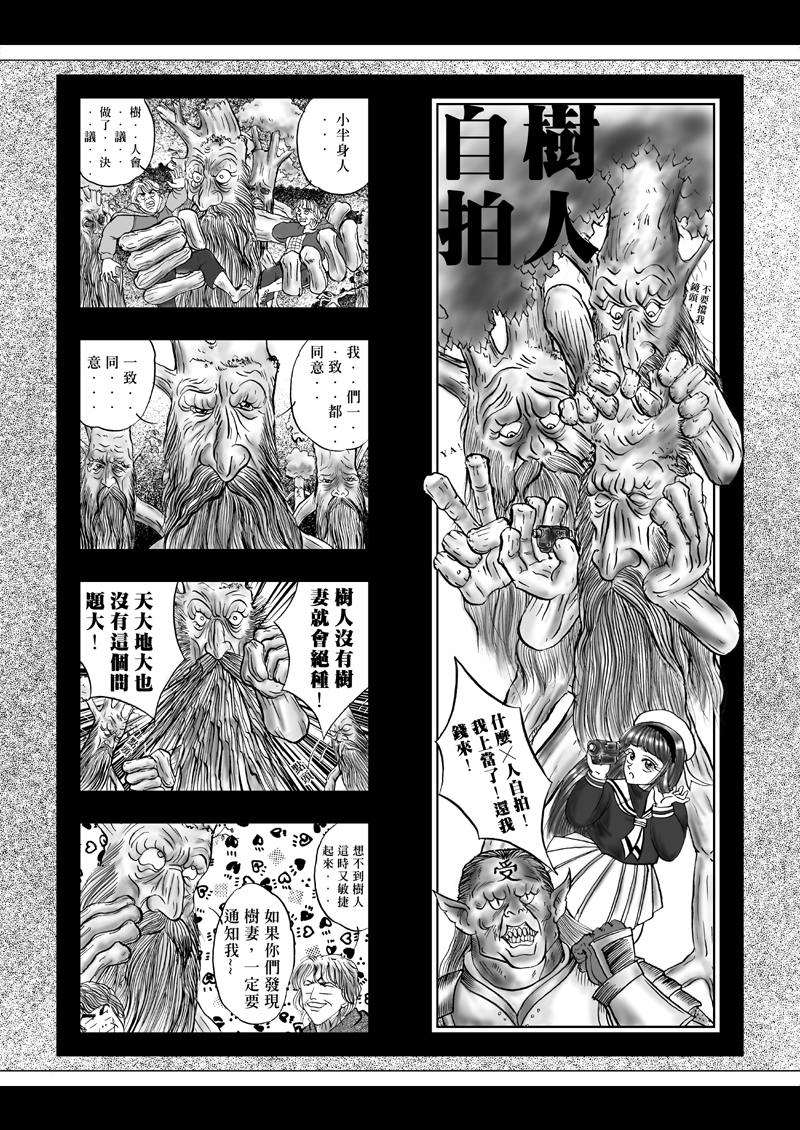 樹人
自拍
不要擋我
鏡頭！
YA!
什麼╳人自拍！
我上當了！還我
錢來！
受
小半身人
．．．
樹．．人會
．．議．．
做了．決
．．議．．
我．．們一．．
．致．．都
同意．．．
一致．．
同．．．．
意．．．．
樹人沒有樹
妻就會絕種！
天大地大也
沒有這個問
題大！
想不到樹人
這時又敏捷
起來．．
如果你們發現
樹妻，一定要
通知我~